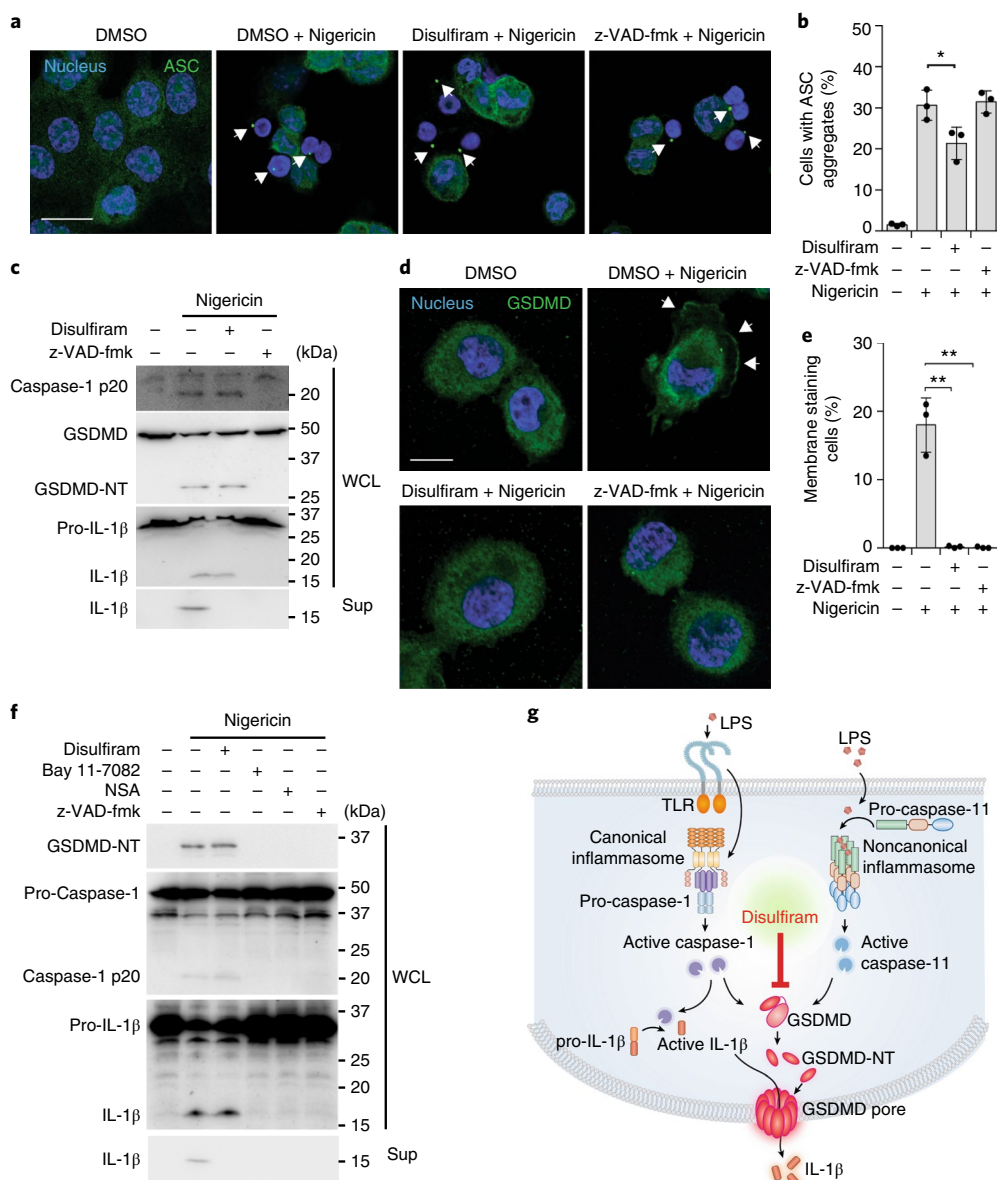 a
DMSO
DMSO + Nigericin
Disulfiram + Nigericin
z-VAD-fmk + Nigericin
Nucleus
ASC
b
Cells with ASC
aggregates (%)
50
40
30
20
10
0
*
Disulfiram – – + –
z-VAD-fmk – – – +
Nigericin – + + +
c
Nigericin
Disulfiram – – + –
z-VAD-fmk – – – + (kDa)
Caspase-1 p20
20
GSDMD
50
37
GSDMD-NT
25
Pro-IL-1β
37
25
20
IL-1β
15
WCL
IL-1β
15
Sup
d
DMSO
DMSO + Nigericin
Nucleus
GSDMD
Disulfiram + Nigericin
z-VAD-fmk + Nigericin
e
Membrane staining
cells (%)
30
20
10
0
**
**
Disulfiram – – + –
z-VAD-fmk – – – +
Nigericin – + + +
f
Nigericin
Disulfiram – – + – – –
Bay 11-7082 – – – + – –
NSA – – – – + –
z-VAD-fmk – – – – – + (kDa)
GSDMD-NT
37
25
Pro-Caspase-1
50
37
25
Caspase-1 p20
20
WCL
Pro-IL-1β
37
25
20
IL-1β
15
IL-1β
15
Sup
g
LPS
LPS
TLR
Pro-caspase-11
Canonical
inflammasome
Noncanonical
inflammasome
Pro-caspase-1
Disulfiram
Active caspase-1
Active
caspase-11
GSDMD
pro-IL-1β
Active IL-1β
GSDMD-NT
GSDMD pore
IL-1β